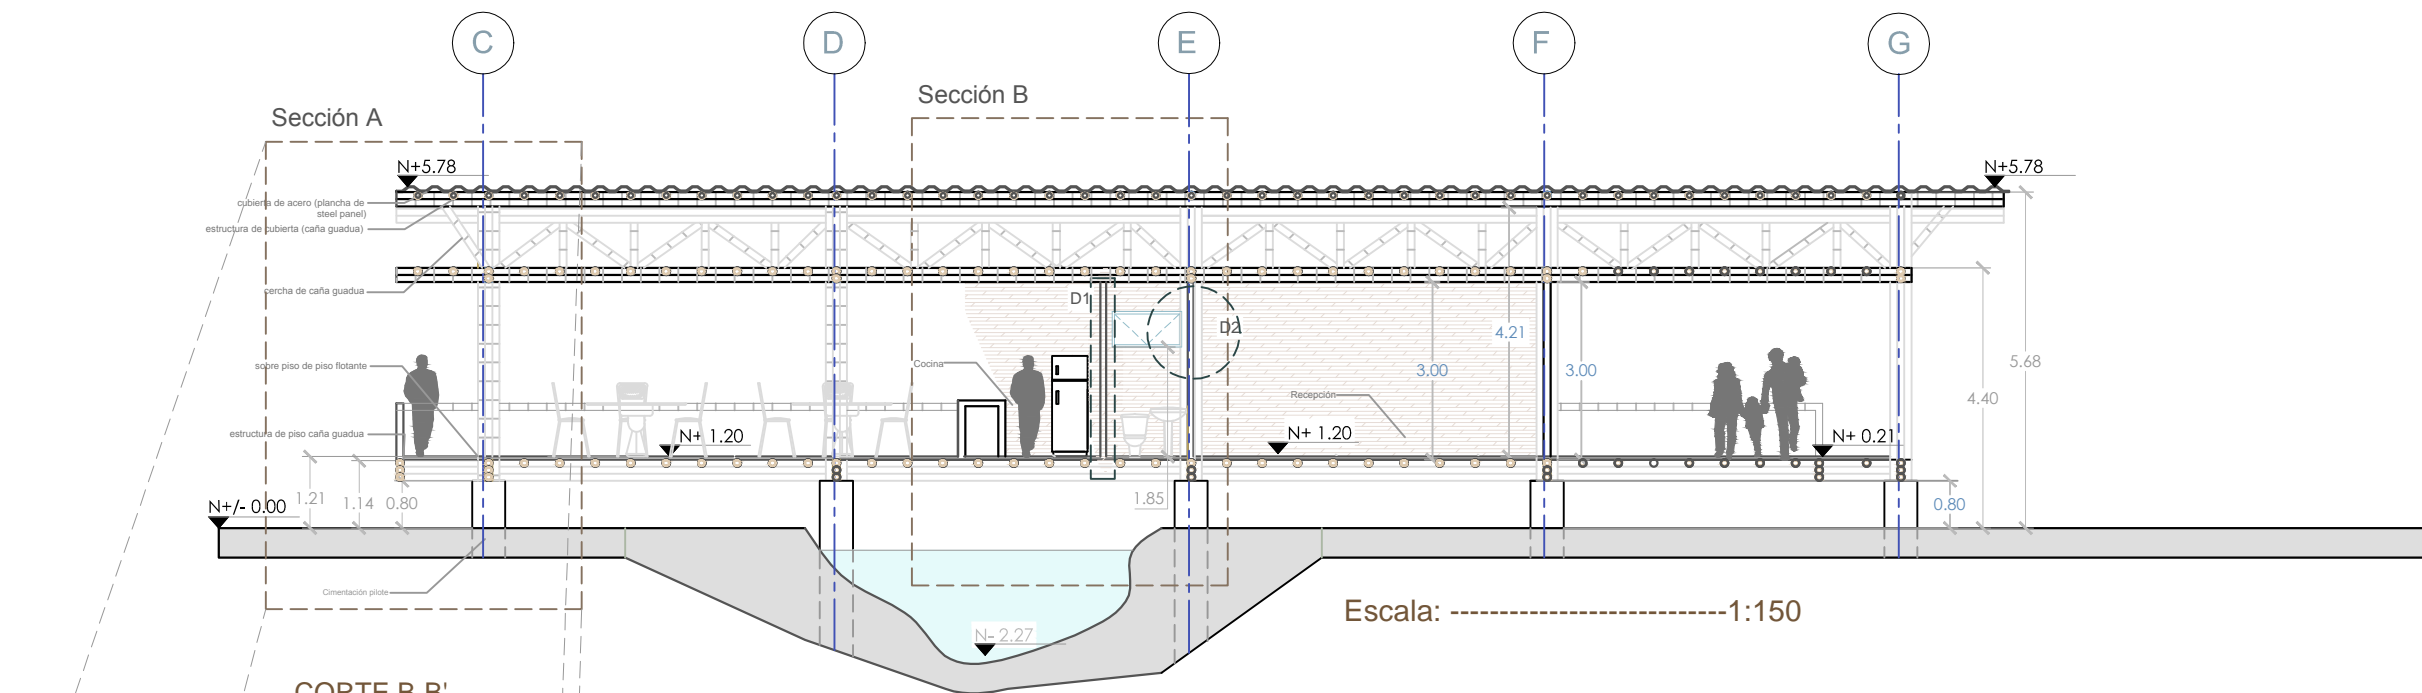 C
D
E
F
G
Sección A
Sección B
N+5.78
N+5.78
cubierta de acero (plancha de
steel panel)
estructura de cubierta (caña guadua)
cercha de caña guadua
D1
D2
4.21
5.68
sobre piso de piso flotante
Cocina
3.00
3.00
Recepción
4.40
estructura de piso caña guadua
N+ 1.20
N+ 1.20
N+ 0.21
1.21
1.14
0.80
1.85
0.80
N+/- 0.00
Cimentación pilote
Escala: ----------------------------1:150
N- 2.27
CORTE B-B'